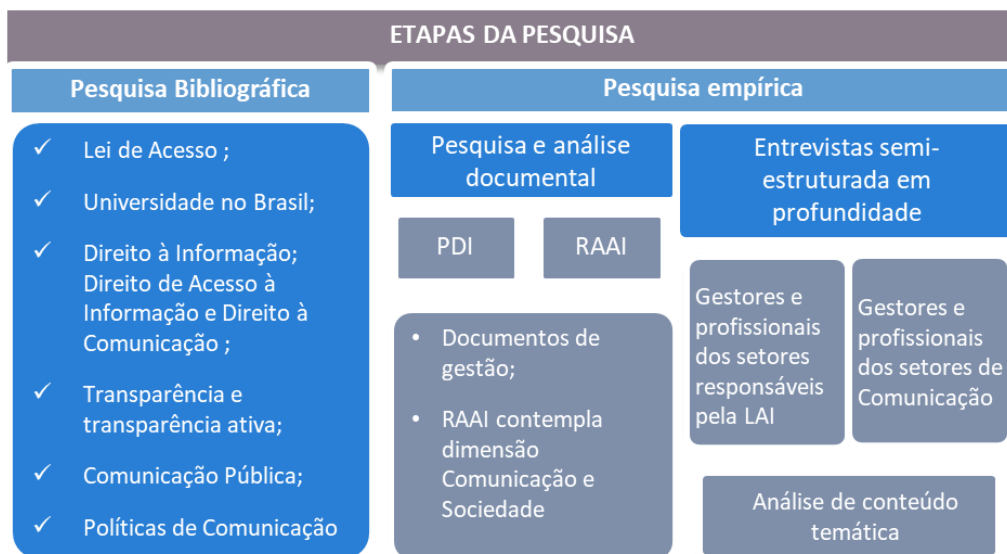 ETAPAS DA PESQUISA
Pesquisa Bibliográfica
✓ Lei de Acesso ;
✓ Universidade no Brasil;
✓ Direito à Informação;
Direito de Acesso à
Informação e Direito à
Comunicação ;
✓ Transparência e
transparência ativa;
✓ Comunicação Pública;
✓ Políticas de Comunicação
Pesquisa empírica
Pesquisa e análise
documental
PDI
RAAI
• Documentos de
gestão;
• RAAI contempla
dimensão
Comunicação e
Sociedade
Entrevistas semi-
estruturada em
profundidade
Gestores e
profissionais
dos setores
responsáveis
pela LAI
Gestores e
profissionais
dos setores de
Comunicação
Análise de conteúdo
temática